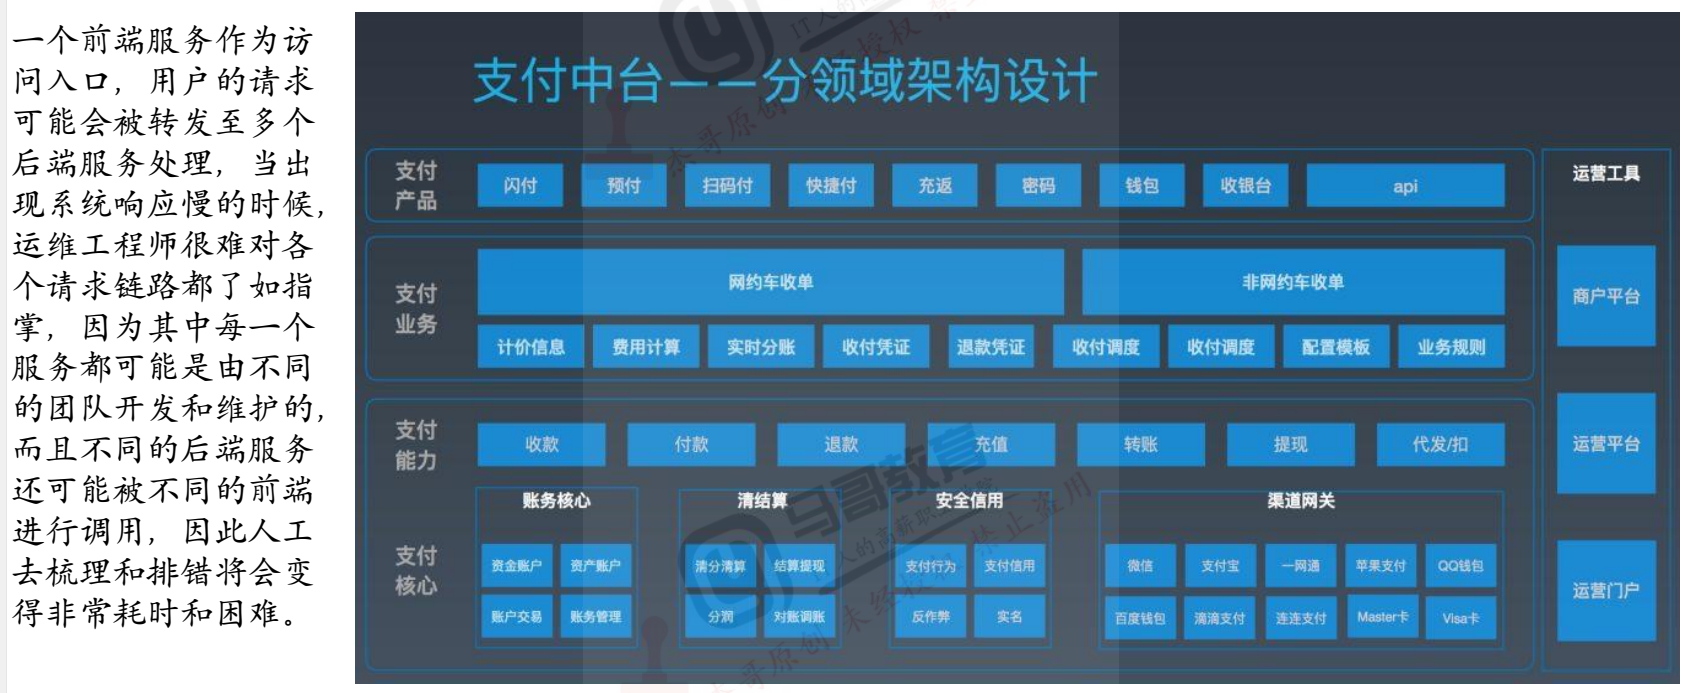 一个前端服务作为访
问入口，用户的请求
可能会被转发至多个
后端服务处理，当出
现系统响应慢的时候，
运维工程师很难对各
个请求链路都了如指
掌，因为其中每一个
服务都可能是由不同
的团队开发和维护的，
而且不同的后端服务
还可能被不同的前端
进行调用，因此人工
去梳理和排错将会变
得非常耗时和困难。
支付中台——分领域架构设计
支付
产品
闪付 预付 扫码付 快捷付 充返 密码 钱包 收银台 api
支付
业务
网约车收单 非网约车收单
计价信息 费用计算 实时分账 收付凭证 退款凭证 收付调度 收付调度 配置模板 业务规则
支付
能力
收款 付款 退款 充值 转账 提现 代发/扣
支付
核心
账务核心
资金账户 资产账户
账户交易 账务管理
清结算
清分清算 结算提现
分润 对账调账
安全信用
支付行为 支付信用
反作弊 实名
渠道网关
微信 支付宝 一网通 苹果支付 QQ钱包
百度钱包 滴滴支付 连连支付 Master卡 Visa卡
运营工具
商户平台
运营平台
运营门户
马哥教育
IT人的高薪职业学院
本哥原创 未经授权 禁止盗用